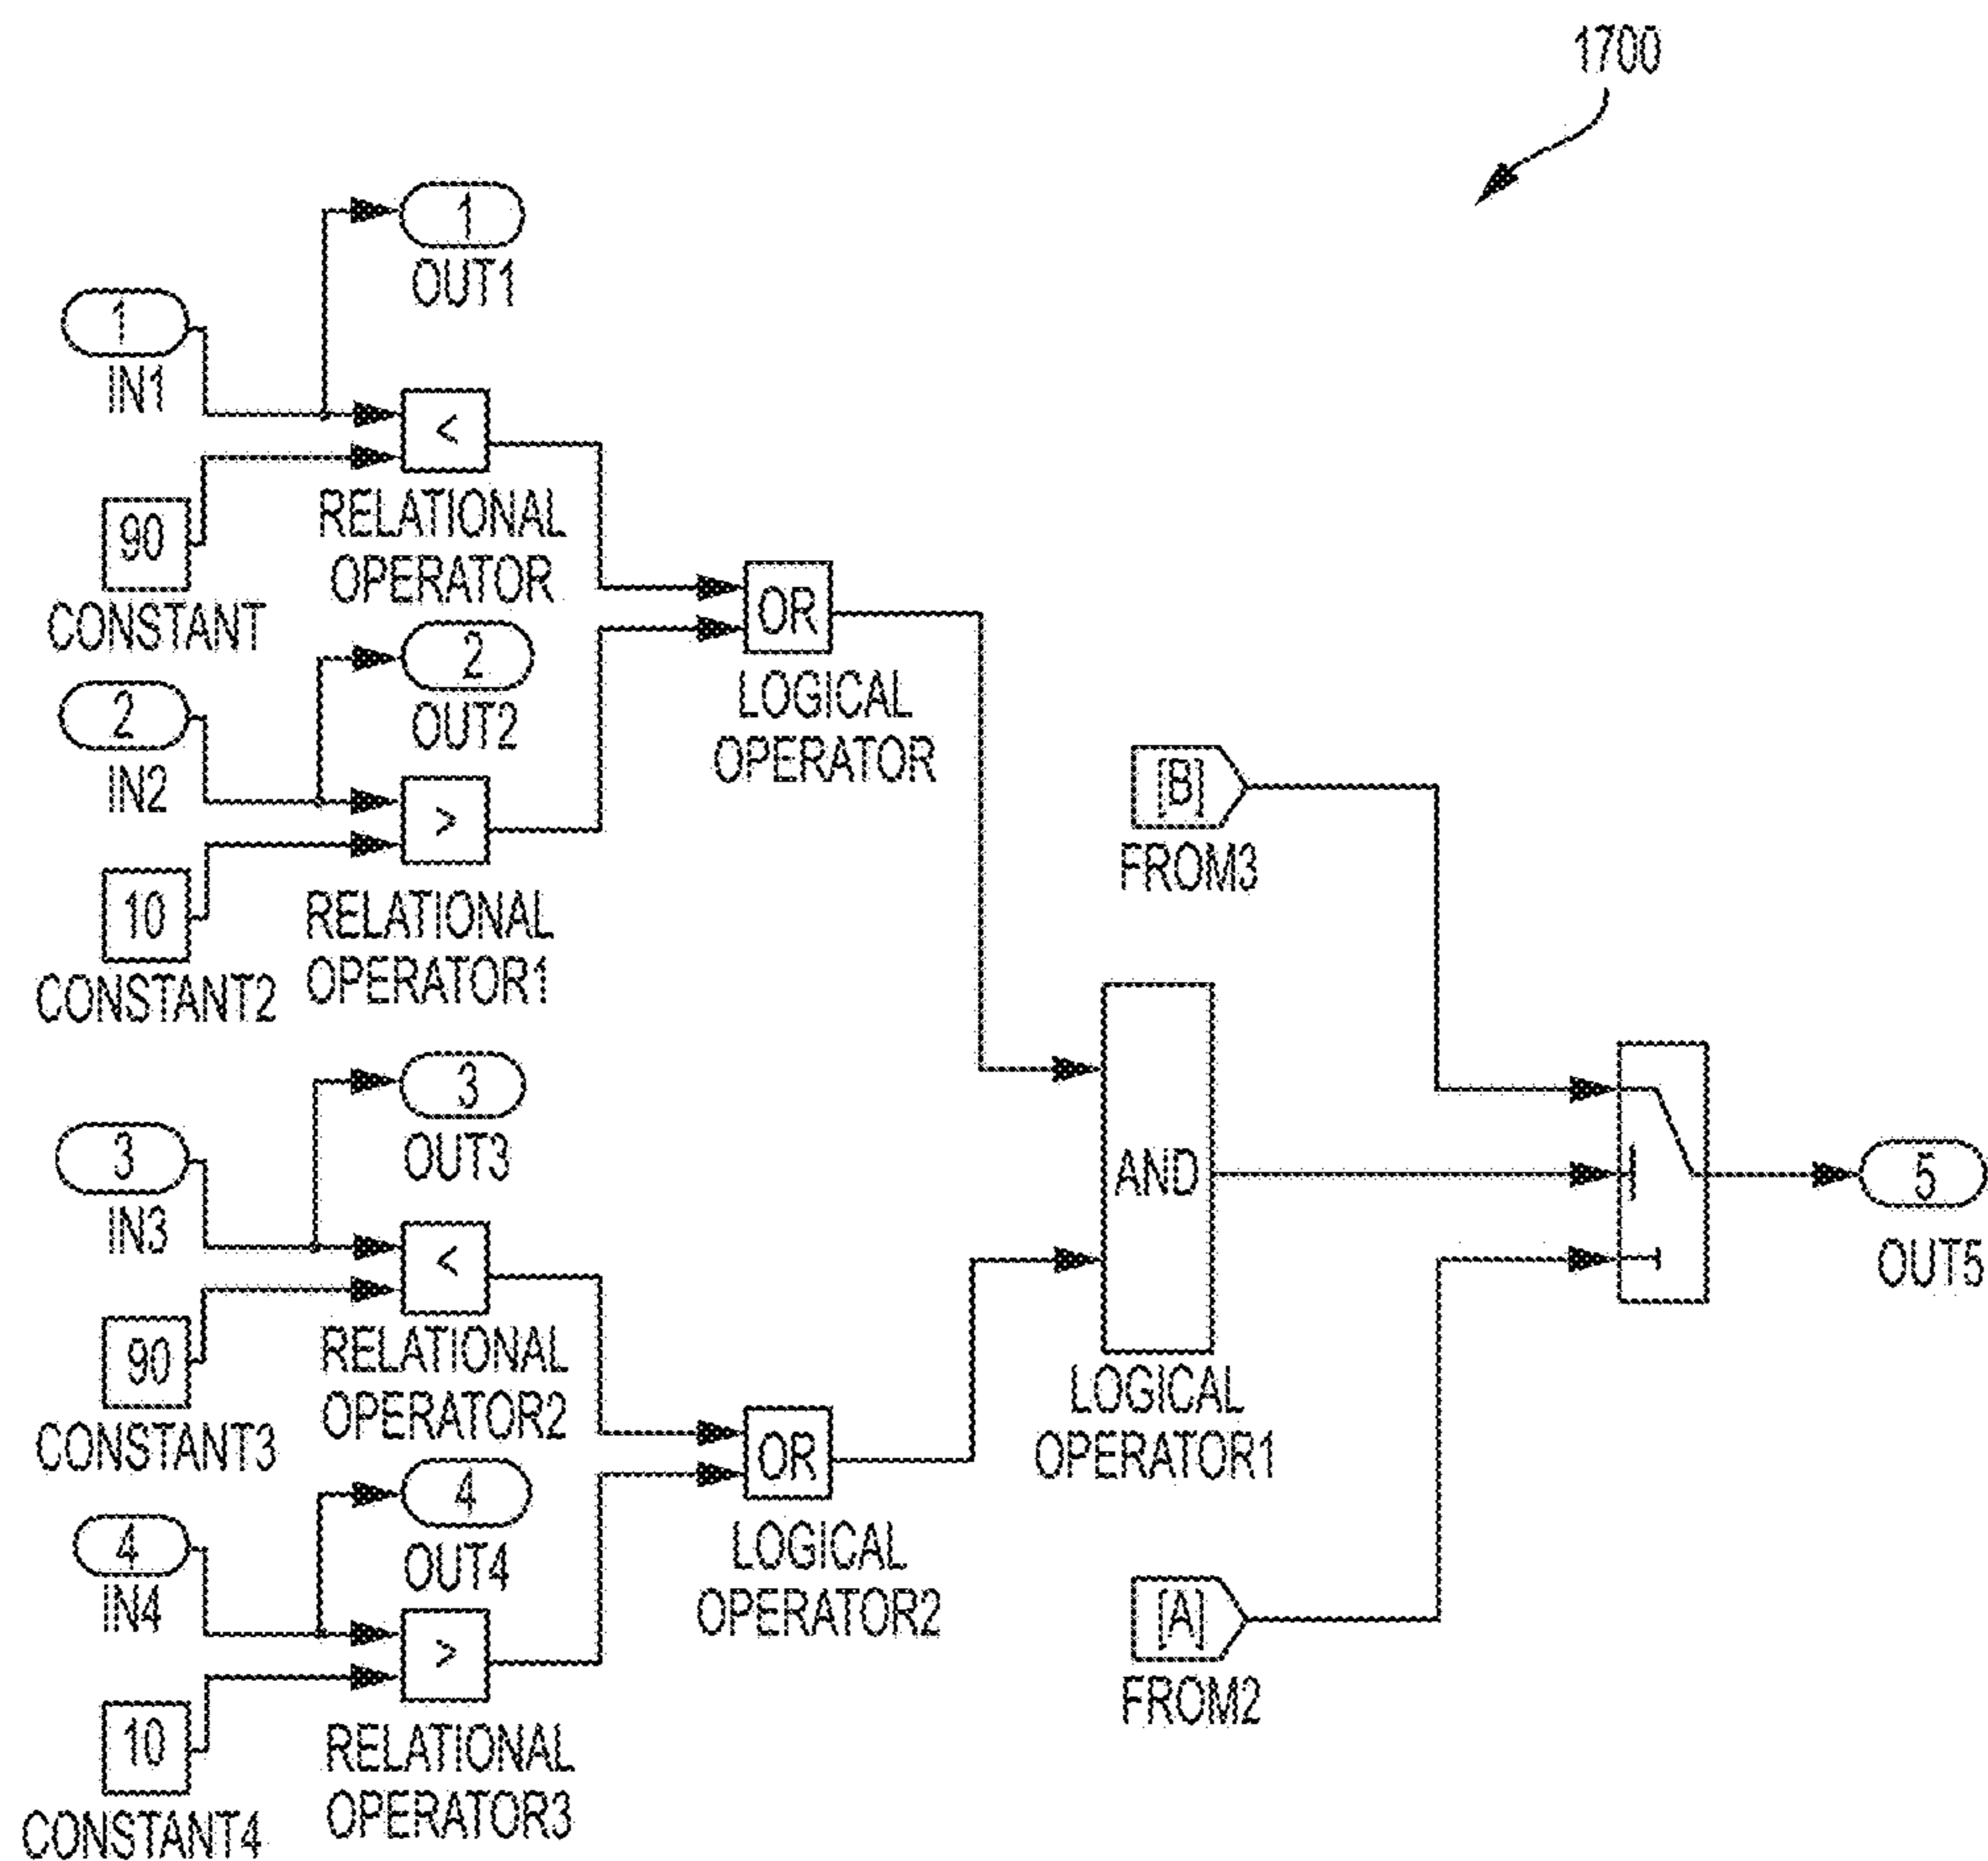 1700
1
OUT1
1
IN1
<
90
RELATIONAL
OPERATOR
CONSTANT
OR
LOGICAL
OPERATOR
2
OUT2
2
IN2
>
10
RELATIONAL
OPERATOR1
CONSTANT2
[B]
FROM3
3
OUT3
3
IN3
<
90
RELATIONAL
OPERATOR2
CONSTANT3
AND
LOGICAL
OPERATOR1
5
OUT5
4
OUT4
4
IN4
OR
LOGICAL
OPERATOR2
>
10
RELATIONAL
OPERATOR3
CONSTANT4
[A]
FROM2